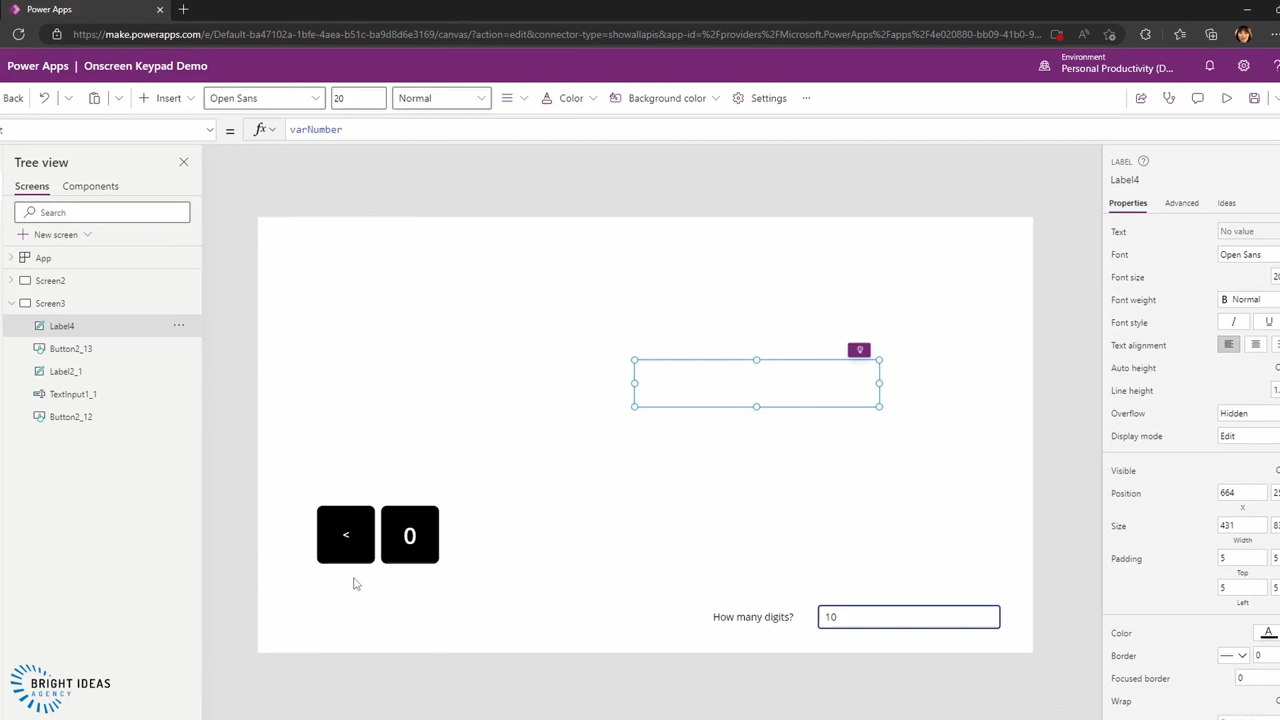 Power Apps
https://make.powerapps.com/e/Default-ba47102a-1bfe-4aea-b51c-ba9d8d6e3169/canvas/?action=edit&connector-type=showallapis&app-id=%2Fproviders%2FMicrosoft.PowerApps%2Fapps%2F4e020880-bb09-41b0-9...
Power Apps | Onscreen Keypad Demo
Environment
Personal Productivity (D...
Back
Insert
Open Sans
20
Normal
Color
Background color
Settings
= fx varNumber
Tree view
Screens Components
Search
New screen
App
Screen2
Screen3
Label4
Button2_13
Label2_1
TextInput1_1
Button2_12
< 0
How many digits? 10
LABEL
Label4
Properties Advanced Ideas
Text No value
Font Open Sans
Font size 20
Font weight B Normal
Font style / U
Text alignment
Auto height
Line height 1.
Overflow Hidden
Display mode Edit
Visible
Position 664
X
Size 431
Width
Padding 5 5
Top
5 5
Left
Color A
Border 0
Focused border 0
Wrap
BRIGHT IDEAS
AGENCY